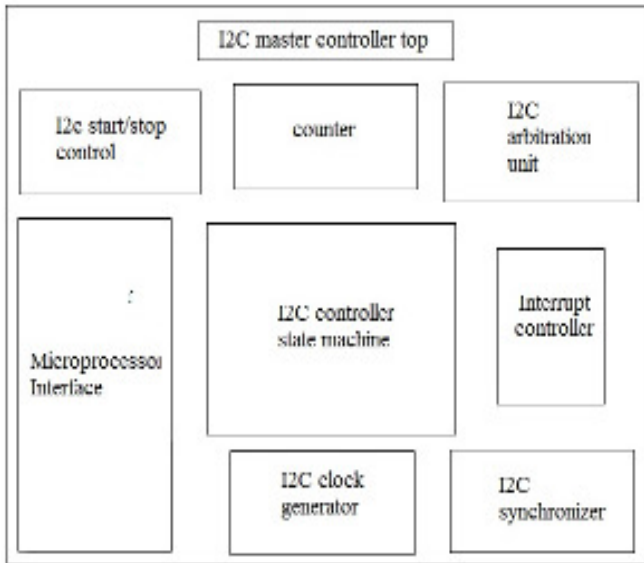 I2C master controller top
I2c start/stop
control
counter
I2C
arbitration
unit
Microprocessor
Interface
I2C controller
state machine
Interrupt
controller
I2C clock
generator
I2C
synchronizer